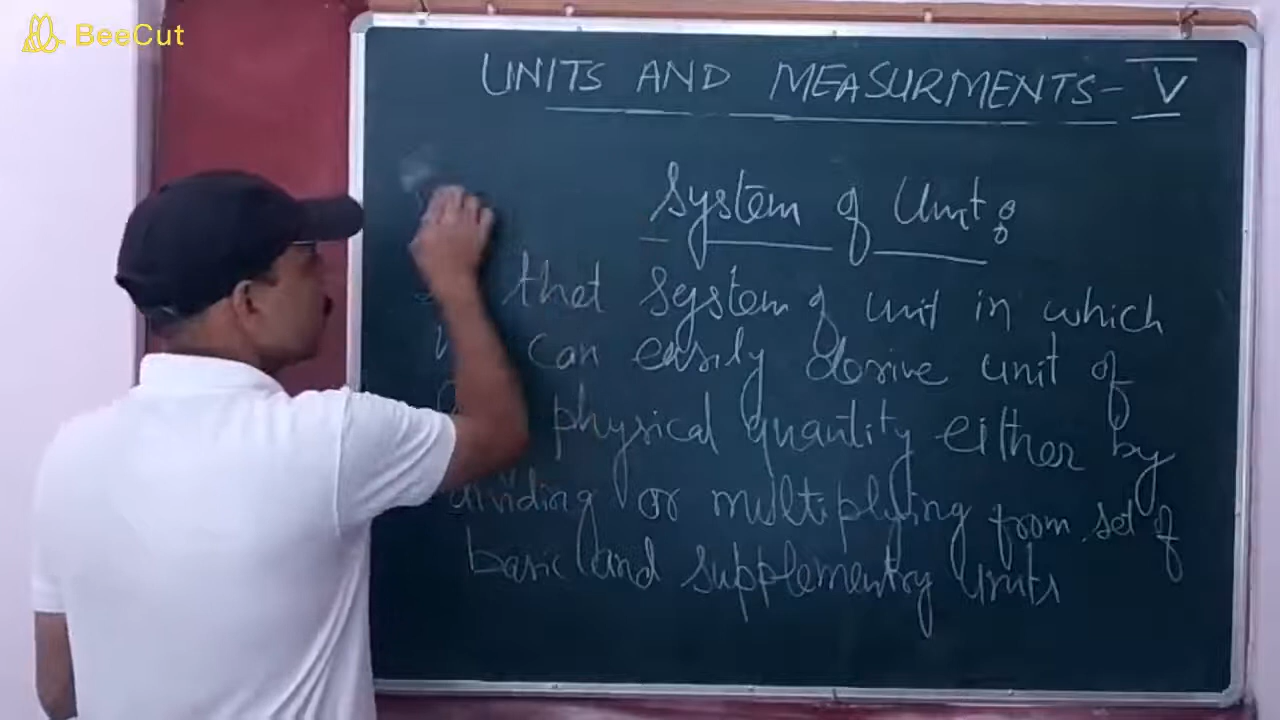 BeeCut
UNITS AND MEASURMENTS - V
System of Unit:
that system of unit in which
can easily derive unit of
physical quantity either by
dividing or multiplying from set of
basic and supplementry units